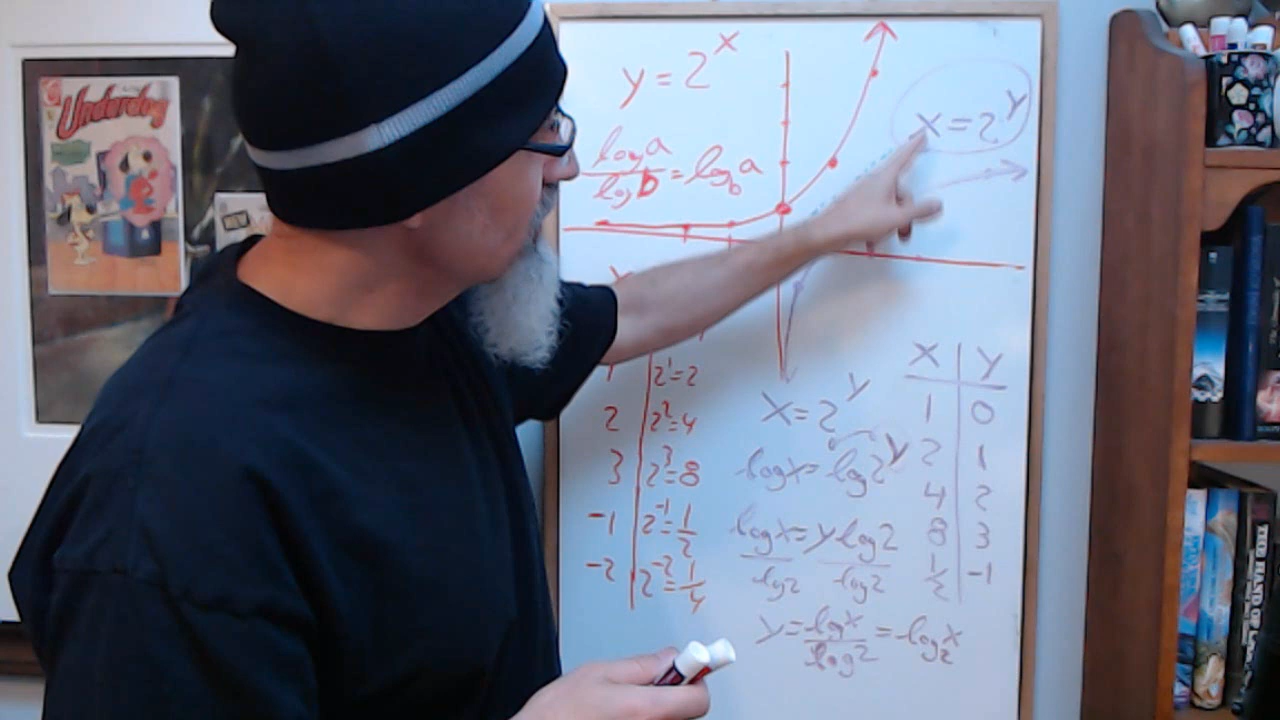 Underdog
NEW
y = 2^x
x = 2^y
log a / log b = log_b a
x
1 | 2^1 = 2
2 | 2^2 = 4
3 | 2^3 = 8
-1 | 2^-1 = 1/2
-2 | 2^-2 = 1/4
x = 2^y
log x = log 2^y
log x / log 2 = y log 2 / log 2
y = log x / log 2 = log_2 x
x | y
1 | 0
2 | 1
4 | 2
8 | 3
1/2 | -1